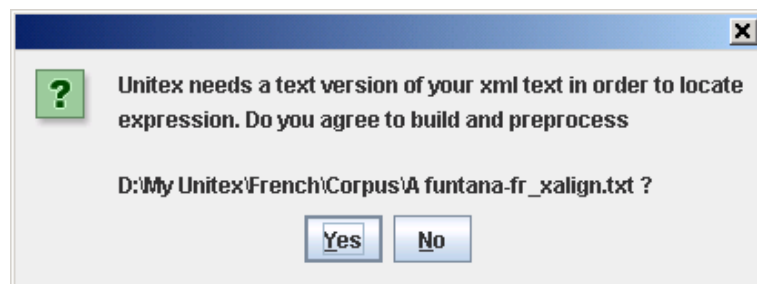 Unitex needs a text version of your xml text in order to locate
expression. Do you agree to build and preprocess
D:\My Unitex\French\Corpus\A funtana-fr_xalign.txt ?
Yes No